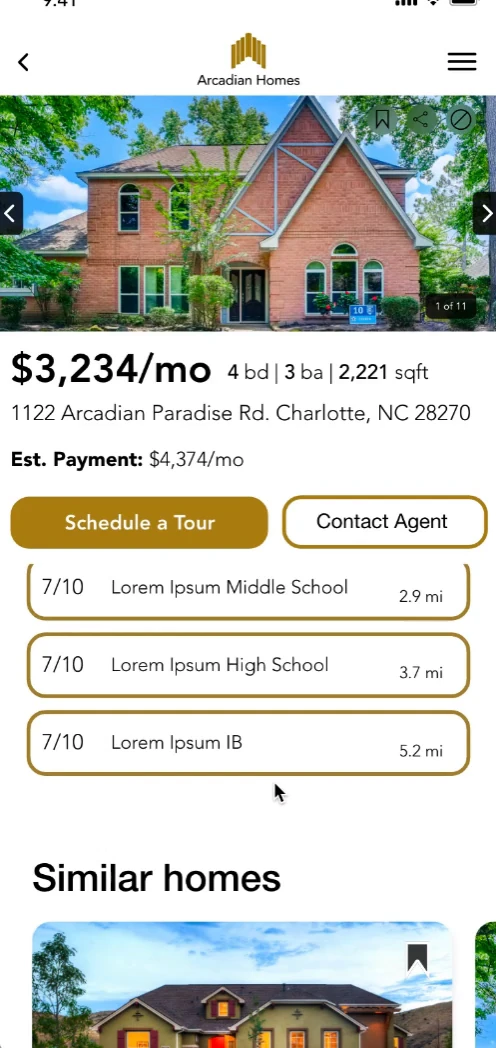 9:41
Arcadian Homes
1 of 11
$3,234/mo 4 bd | 3 ba | 2,221 sqft
1122 Arcadian Paradise Rd. Charlotte, NC 28270
Est. Payment: $4,374/mo
Schedule a Tour Contact Agent
7/10 Lorem Ipsum Middle School 2.9 mi
7/10 Lorem Ipsum High School 3.7 mi
7/10 Lorem Ipsum IB 5.2 mi
Similar homes